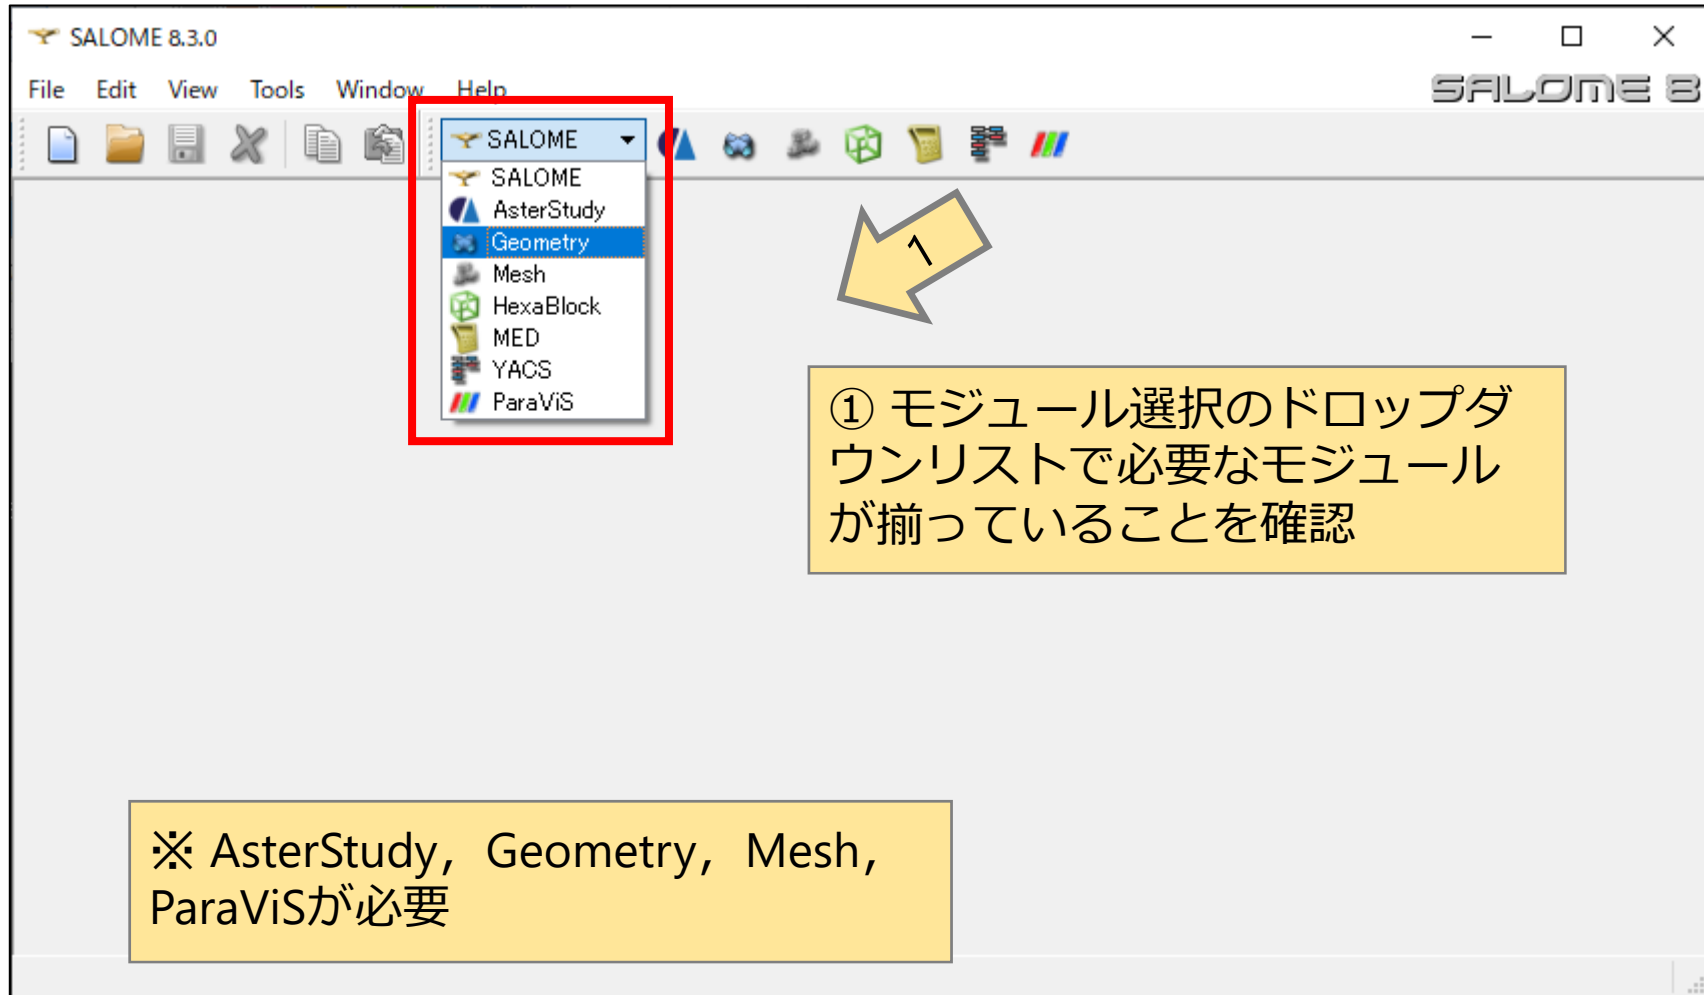 SALOME 8.3.0
File Edit View Tools Window Help
SALOME 8
SALOME
SALOME
AsterStudy
Geometry
Mesh
HexaBlock
MED
YACS
ParaViS
1
① モジュール選択のドロップダ
ウンリストで必要なモジュール
が揃っていることを確認
※ AsterStudy，Geometry，Mesh，
ParaViSが必要